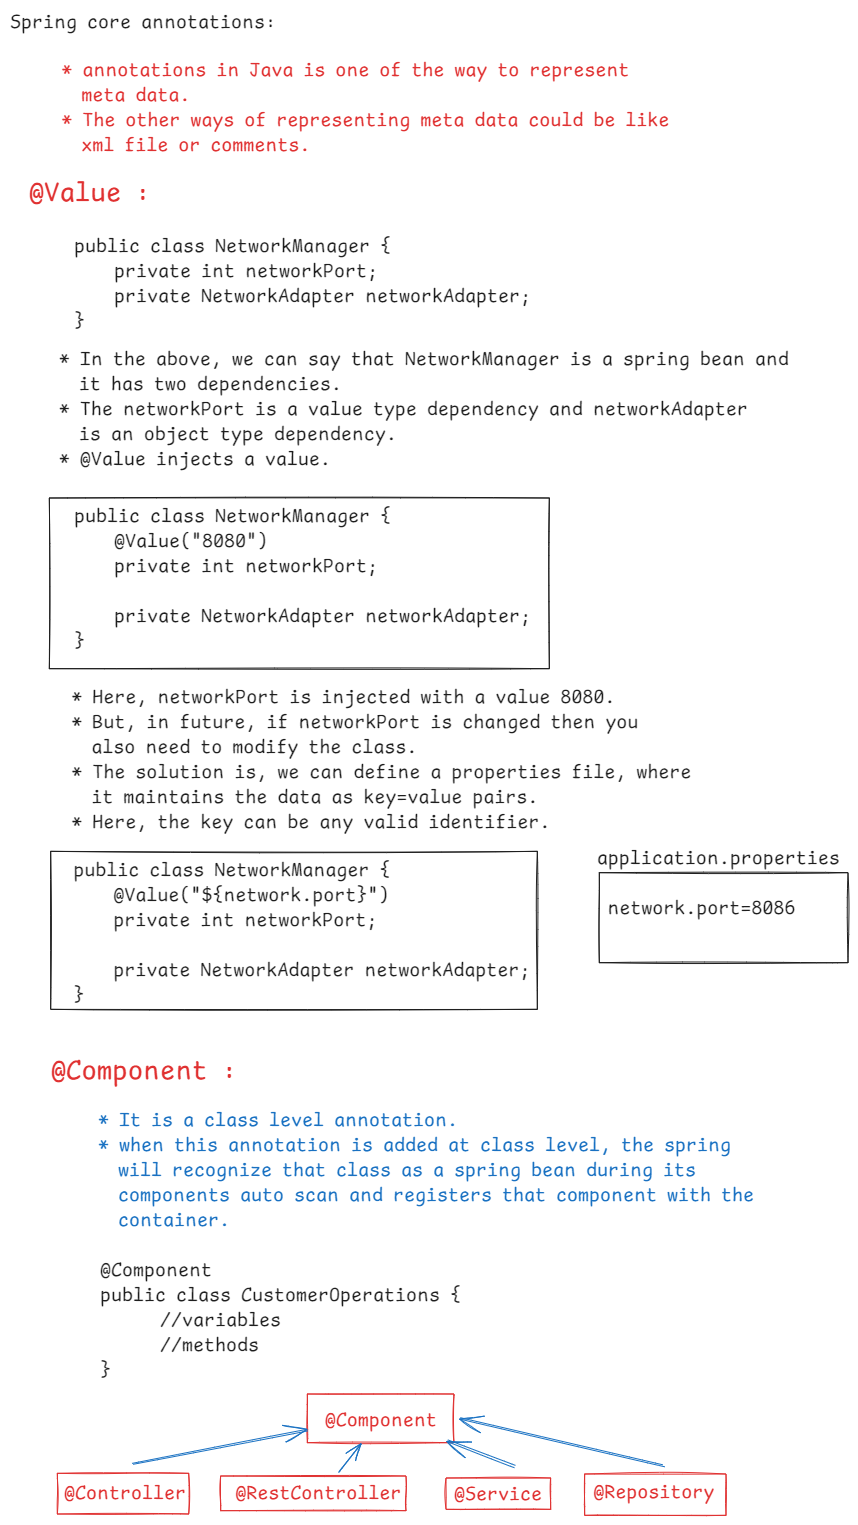 Spring core annotations:
* annotations in Java is one of the way to represent
meta data.
* The other ways of representing meta data could be like
xml file or comments.
@Value :
public class NetworkManager {
private int networkPort;
private NetworkAdapter networkAdapter;
}
* In the above, we can say that NetworkManager is a spring bean and
it has two dependencies.
* The networkPort is a value type dependency and networkAdapter
is an object type dependency.
* @Value injects a value.
public class NetworkManager {
@Value("8080")
private int networkPort;
private NetworkAdapter networkAdapter;
}
* Here, networkPort is injected with a value 8080.
* But, in future, if networkPort is changed then you
also need to modify the class.
* The solution is, we can define a properties file, where
it maintains the data as key=value pairs.
* Here, the key can be any valid identifier.
public class NetworkManager {
@Value("${network.port}")
private int networkPort;
private NetworkAdapter networkAdapter;
}
application.properties
network.port=8086
@Component :
* It is a class level annotation.
* when this annotation is added at class level, the spring
will recognize that class as a spring bean during its
components auto scan and registers that component with the
container.
@Component
public class CustomerOperations {
//variables
//methods
}
@Component
@Controller
@RestController
@Service
@Repository